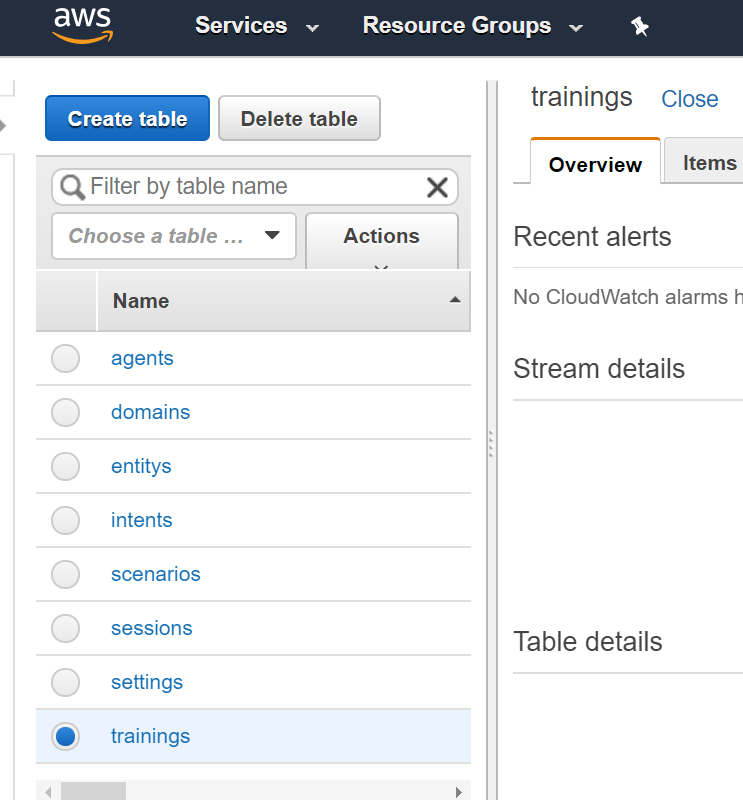 aws Services Resource Groups
Create table Delete table
Filter by table name
Choose a table ... Actions
Name
agents
domains
entitys
intents
scenarios
sessions
settings
trainings
trainings Close
Overview Items
Recent alerts
No CloudWatch alarms h
Stream details
Table details